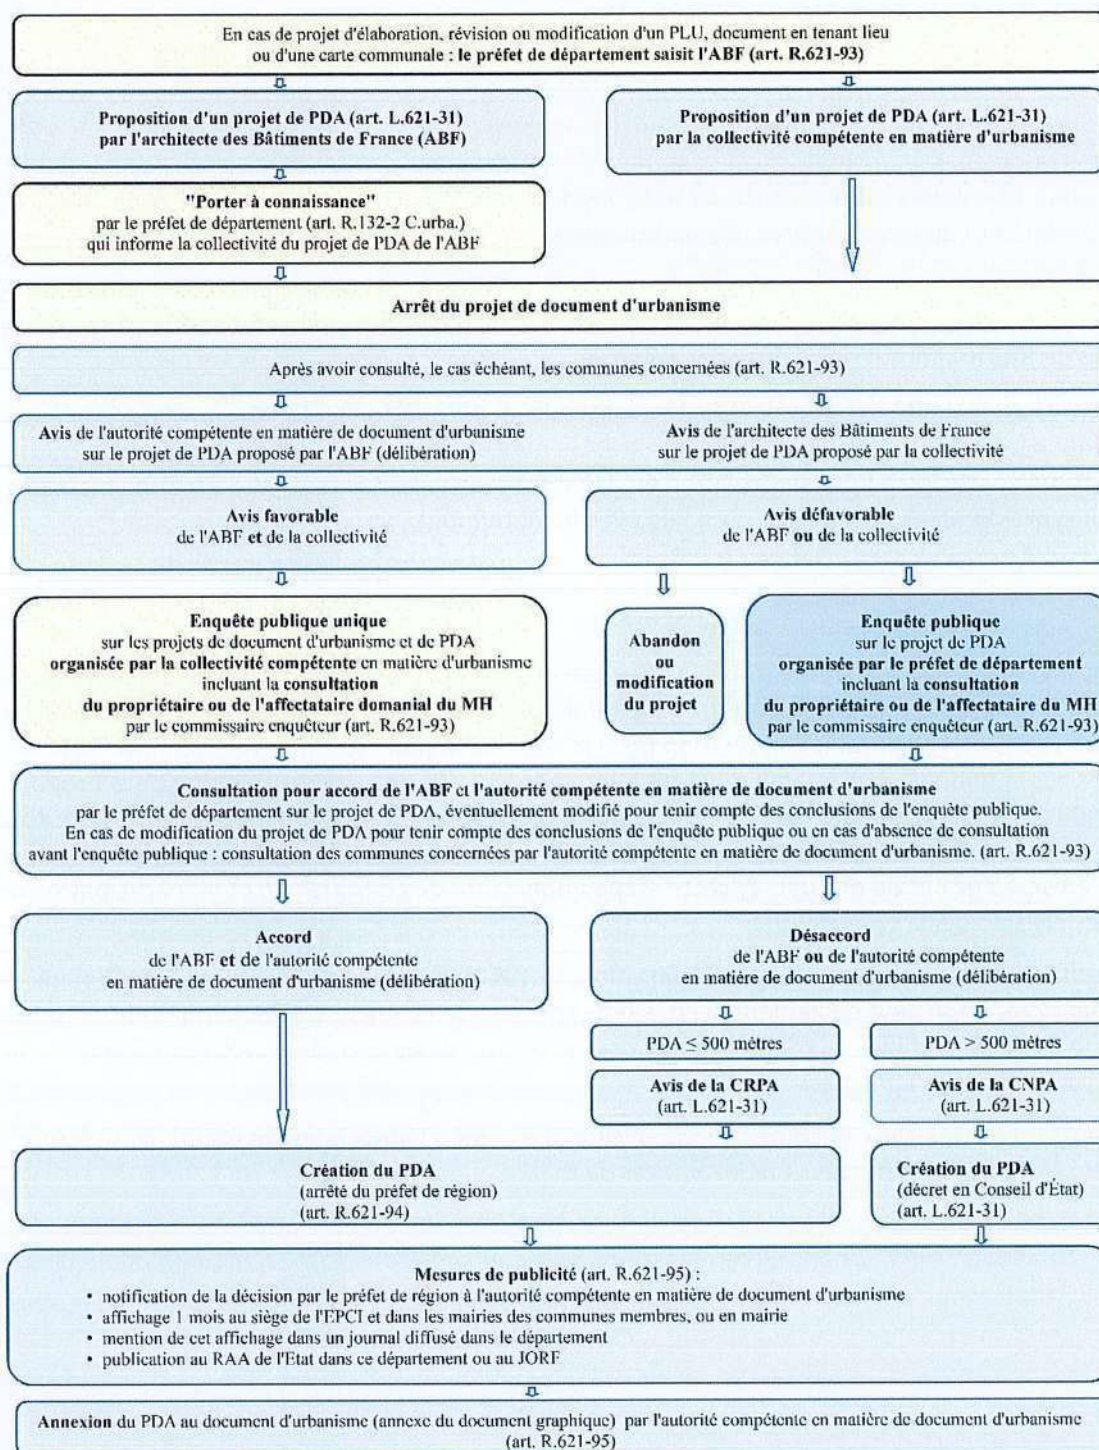 En cas de projet d'élaboration, révision ou modification d'un PLU, document en tenant lieu
ou d'une carte communale : le préfet de département saisit l'ABF (art. R.621-93)
Proposition d'un projet de PDA (art. L.621-31)
par l'architecte des Bâtiments de France (ABF)
Proposition d'un projet de PDA (art. L.621-31)
par la collectivité compétente en matière d'urbanisme
"Porter à connaissance"
par le préfet de département (art. R.132-2 C.urba.)
qui informe la collectivité du projet de PDA de l'ABF
Arrêt du projet de document d'urbanisme
Après avoir consulté, le cas échéant, les communes concernées (art. R.621-93)
Avis de l'autorité compétente en matière de document d'urbanisme
sur le projet de PDA proposé par l'ABF (délibération)
Avis de l'architecte des Bâtiments de France
sur le projet de PDA proposé par la collectivité
Avis favorable
de l'ABF et de la collectivité
Avis défavorable
de l'ABF ou de la collectivité
Enquête publique unique
sur les projets de document d'urbanisme et de PDA
organisée par la collectivité compétente en matière d'urbanisme
incluant la consultation
du propriétaire ou de l'affectataire domanial du MH
par le commissaire enquêteur (art. R.621-93)
Abandon
ou
modification
du projet
Enquête publique
sur le projet de PDA
organisée par le préfet de département
incluant la consultation
du propriétaire ou de l'affectataire du MH
par le commissaire enquêteur (art. R.621-93)
Consultation pour accord de l'ABF et l'autorité compétente en matière de document d'urbanisme
par le préfet de département sur le projet de PDA, éventuellement modifié pour tenir compte des conclusions de l'enquête publique.
En cas de modification du projet de PDA pour tenir compte des conclusions de l'enquête publique ou en cas d'absence de consultation
avant l'enquête publique : consultation des communes concernées par l'autorité compétente en matière de document d'urbanisme. (art. R.621-93)
Accord
de l'ABF et de l'autorité compétente
en matière de document d'urbanisme (délibération)
Désaccord
de l'ABF ou de l'autorité compétente
en matière de document d'urbanisme (délibération)
PDA ≤ 500 mètres
PDA > 500 mètres
Avis de la CRPA
(art. L.621-31)
Avis de la CNPA
(art. L.621-31)
Création du PDA
(arrêté du préfet de région)
(art. R.621-94)
Création du PDA
(décret en Conseil d'État)
(art. L.621-31)
Mesures de publicité (art. R.621-95) :
• notification de la décision par le préfet de région à l'autorité compétente en matière de document d'urbanisme
• affichage 1 mois au siège de l'EPCI et dans les mairies des communes membres, ou en mairie
• mention de cet affichage dans un journal diffusé dans le département
• publication au RAA de l'Etat dans ce département ou au JORF
Annexion du PDA au document d'urbanisme (annexe du document graphique) par l'autorité compétente en matière de document d'urbanisme
(art. R.621-95)